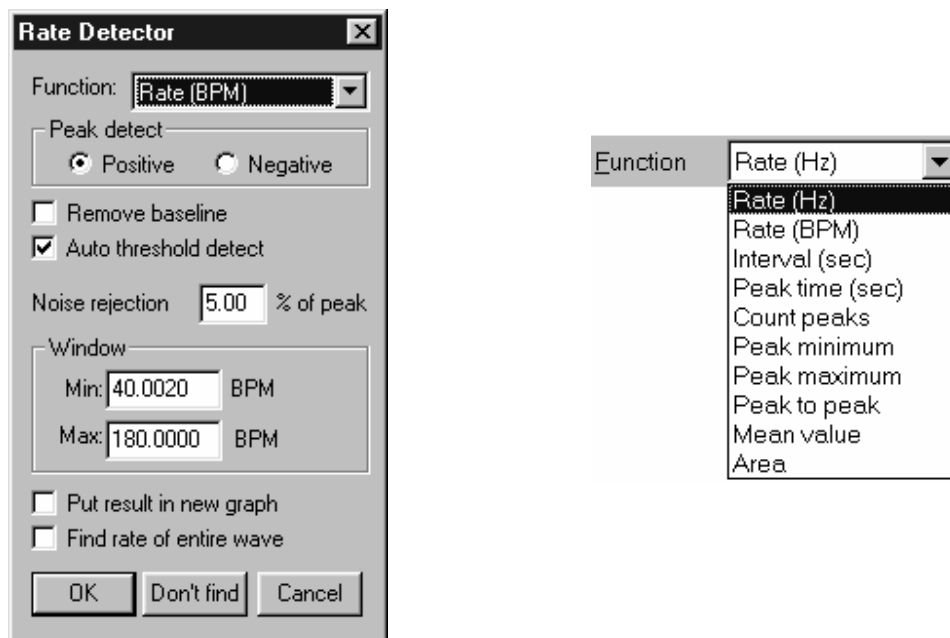 Rate Detector
Function: Rate (BPM)
Peak detect
Positive Negative
Remove baseline
Auto threshold detect
Noise rejection 5.00 % of peak
Window
Min: 40.0020 BPM
Max: 180.0000 BPM
Put result in new graph
Find rate of entire wave
OK Don't find Cancel
Function Rate (Hz)
Rate (Hz)
Rate (BPM)
Interval (sec)
Peak time (sec)
Count peaks
Peak minimum
Peak maximum
Peak to peak
Mean value
Area